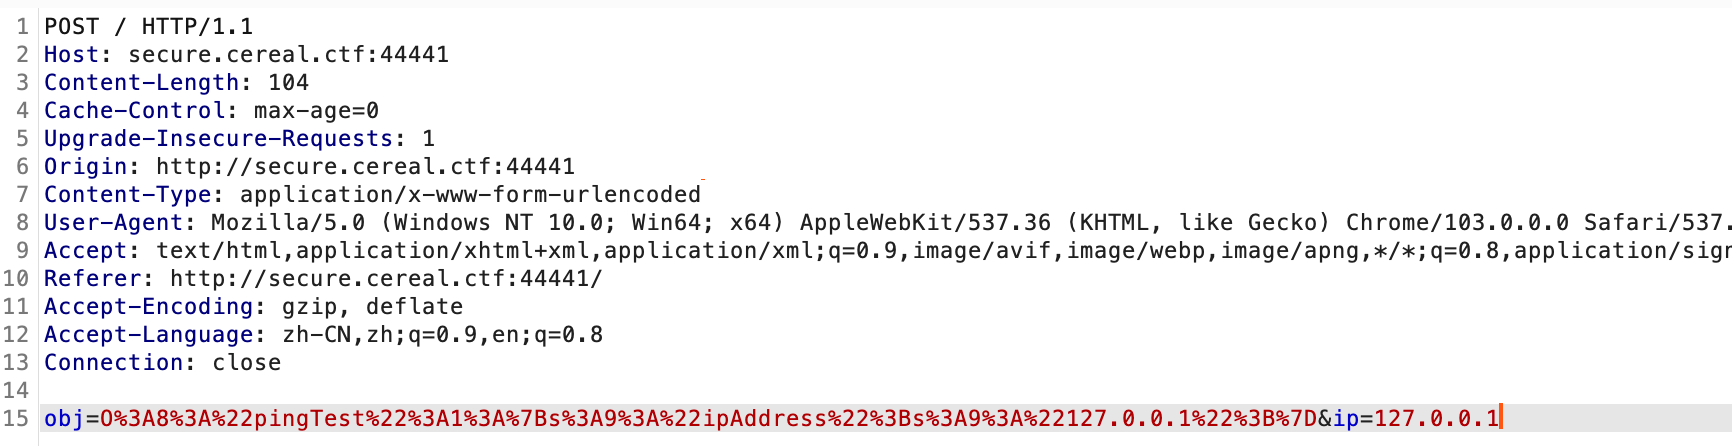 1 POST / HTTP/1.1
2 Host: secure.cereal.ctf:44441
3 Content-Length: 104
4 Cache-Control: max-age=0
5 Upgrade-Insecure-Requests: 1
6 Origin: http://secure.cereal.ctf:44441
7 Content-Type: application/x-www-form-urlencoded
8 User-Agent: Mozilla/5.0 (Windows NT 10.0; Win64; x64) AppleWebKit/537.36 (KHTML, like Gecko) Chrome/103.0.0.0 Safari/537.
9 Accept: text/html,application/xhtml+xml,application/xml;q=0.9,image/avif,image/webp,image/apng,*/*;q=0.8,application/sign
10 Referer: http://secure.cereal.ctf:44441/
11 Accept-Encoding: gzip, deflate
12 Accept-Language: zh-CN,zh;q=0.9,en;q=0.8
13 Connection: close
14
15 obj=O%3A8%3A%22pingTest%22%3A1%3A%7Bs%3A9%3A%22ipAddress%22%3Bs%3A9%3A%22127.0.0.1%22%3B%7D&ip=127.0.0.1